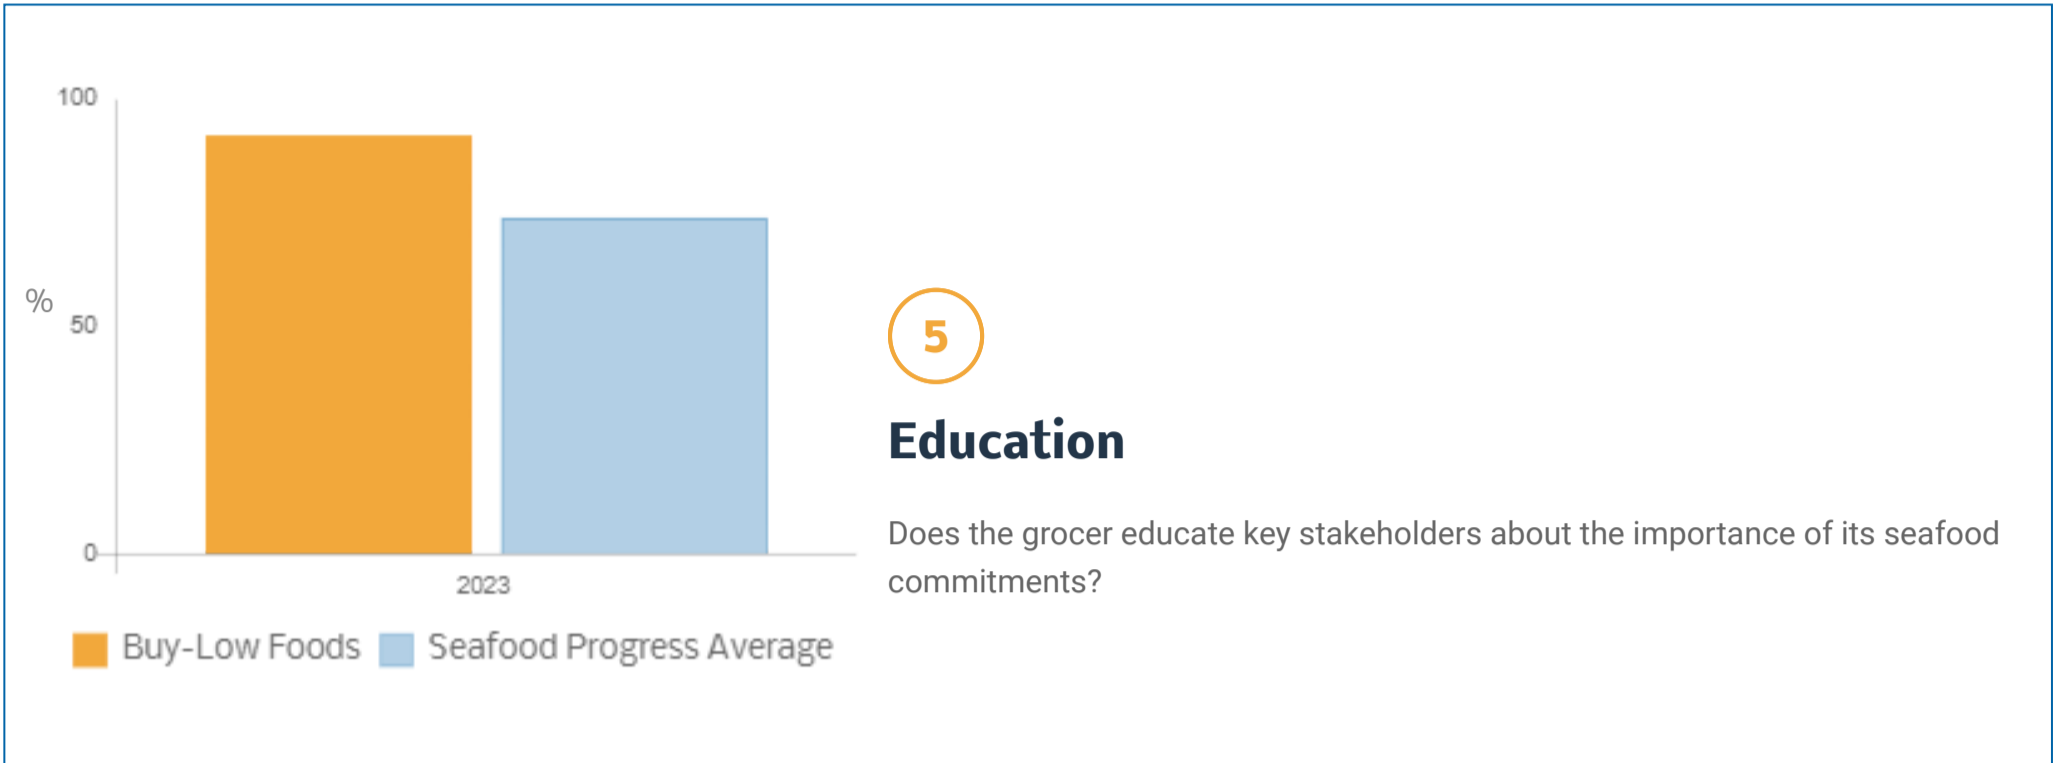 100
%
50
0
2023
Buy-Low Foods Seafood Progress Average
5
Education
Does the grocer educate key stakeholders about the importance of its seafood
commitments?